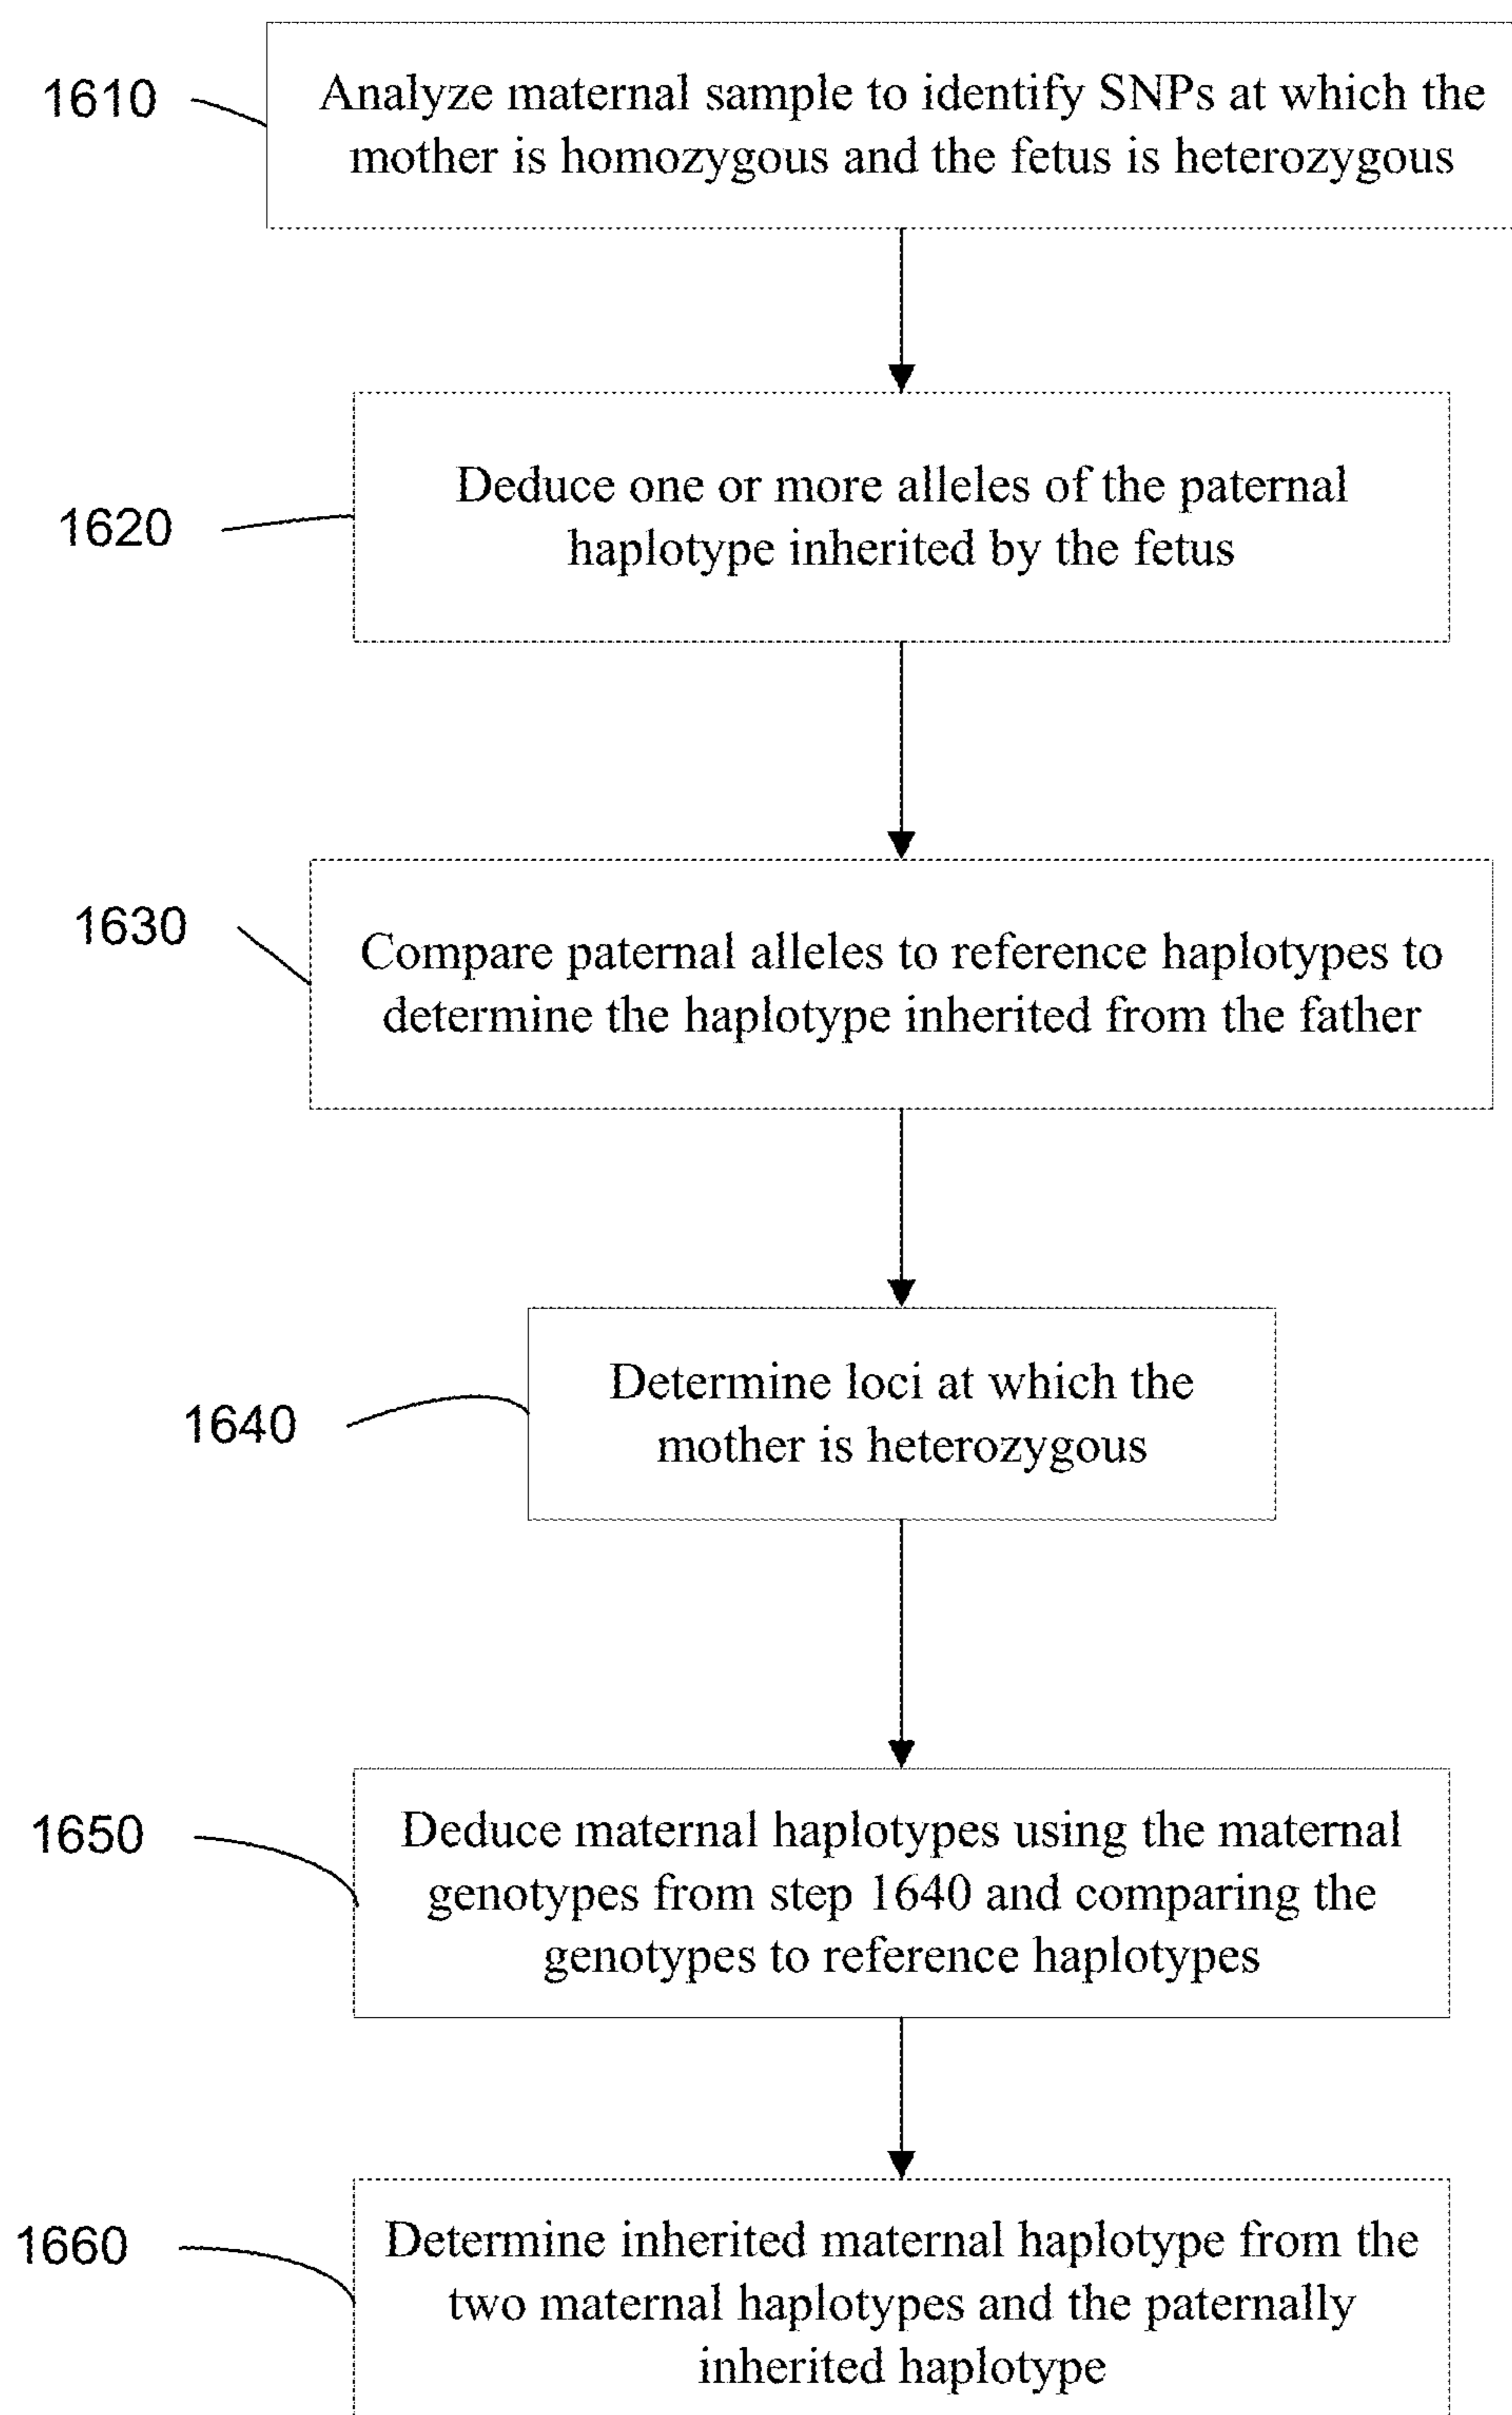 1610
Analyze maternal sample to identify SNPs at which the
mother is homozygous and the fetus is heterozygous
1620
Deduce one or more alleles of the paternal
haplotype inherited by the fetus
1630
Compare paternal alleles to reference haplotypes to
determine the haplotype inherited from the father
1640
Determine loci at which the
mother is heterozygous
1650
Deduce maternal haplotypes using the maternal
genotypes from step 1640 and comparing the
genotypes to reference haplotypes
1660
Determine inherited maternal haplotype from the
two maternal haplotypes and the paternally
inherited haplotype